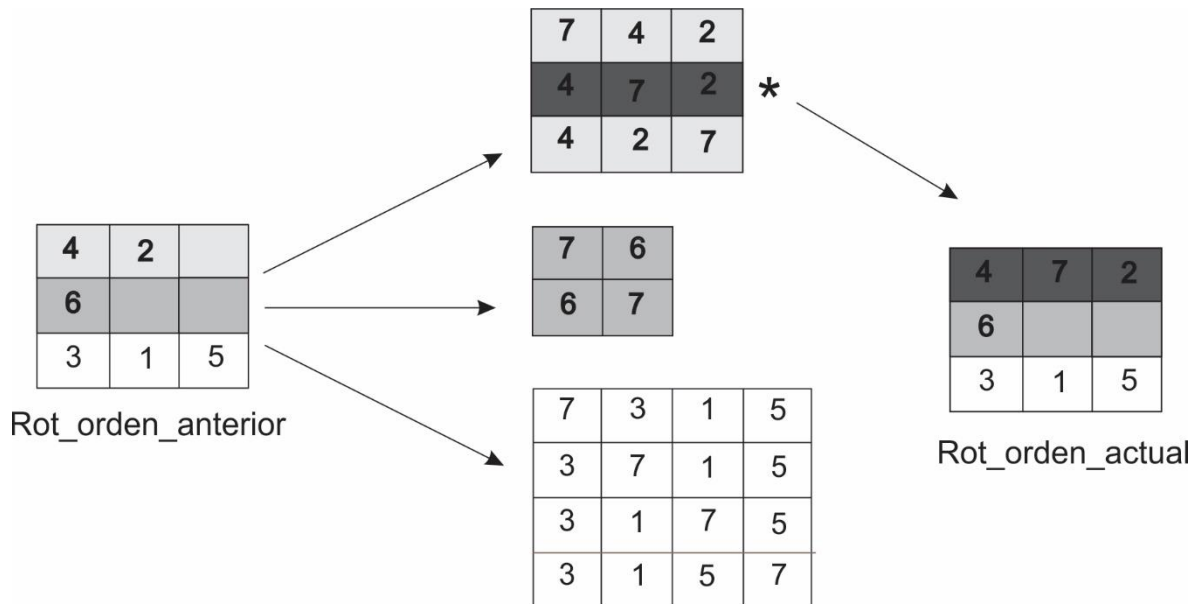 4 2
6
3 1 5
Rot_orden_anterior
7 4 2
4 7 2 *
4 2 7
7 6
6 7
7 3 1 5
3 7 1 5
3 1 7 5
3 1 5 7
4 7 2
6
3 1 5
Rot_orden_actual